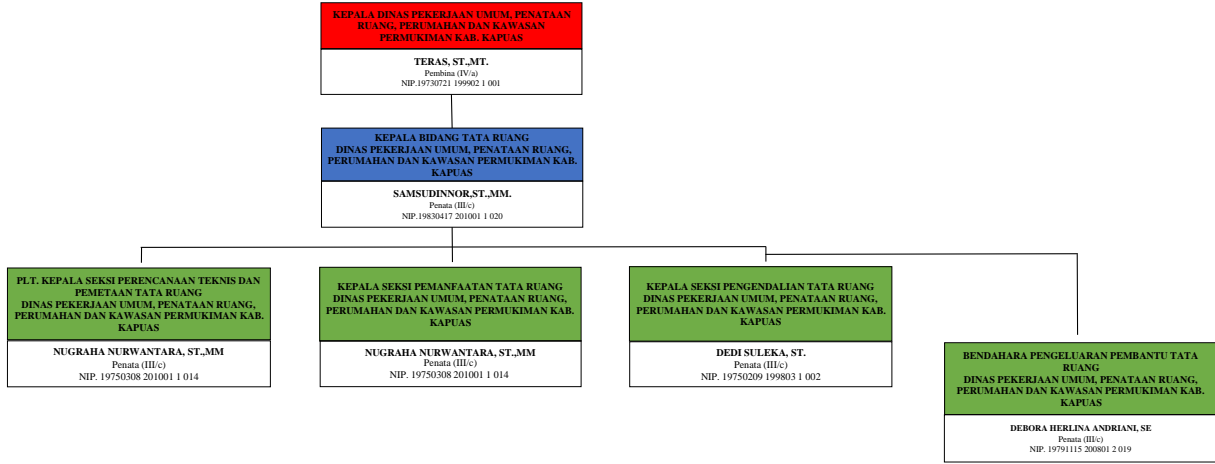 KEPALA DINAS PEKERJAAN UMUM, PENATAAN
RUANG, PERUMAHAN DAN KAWASAN
PERMUKIMAN KAB. KAPUAS
TERAS, ST.,MT.
Pembina (IV/a)
NIP.19730721 199902 1 001
KEPALA BIDANG TATA RUANG
DINAS PEKERJAAN UMUM, PENATAAN RUANG,
PERUMAHAN DAN KAWASAN PERMUKIMAN KAB.
KAPUAS
SAMSUDINNOR,ST.,MM.
Penata (III/c)
NIP.19830417 201001 1 020
PLT. KEPALA SEKSI PERENCANAAN TEKNIS DAN
PEMETAAN TATA RUANG
DINAS PEKERJAAN UMUM, PENATAAN RUANG,
PERUMAHAN DAN KAWASAN PERMUKIMAN KAB.
KAPUAS
NUGRAHA NURWANTARA, ST.,MM
Penata (III/c)
NIP. 19750308 201001 1 014
KEPALA SEKSI PEMANFAATAN TATA RUANG
DINAS PEKERJAAN UMUM, PENATAAN RUANG,
PERUMAHAN DAN KAWASAN PERMUKIMAN KAB.
KAPUAS
NUGRAHA NURWANTARA, ST.,MM
Penata (III/c)
NIP. 19750308 201001 1 014
KEPALA SEKSI PENGENDALIAN TATA RUANG
DINAS PEKERJAAN UMUM, PENATAAN RUANG,
PERUMAHAN DAN KAWASAN PERMUKIMAN KAB.
KAPUAS
DEDI SULEKA, ST.
Penata (III/c)
NIP. 19750209 199803 1 002
BENDAHARA PENGELUARAN PEMBANTU TATA
RUANG
DINAS PEKERJAAN UMUM, PENATAAN RUANG,
PERUMAHAN DAN KAWASAN PERMUKIMAN KAB.
KAPUAS
DEBORA HERLINA ANDRIANI, SE
Penata (III/c)
NIP. 19791115 200801 2 019